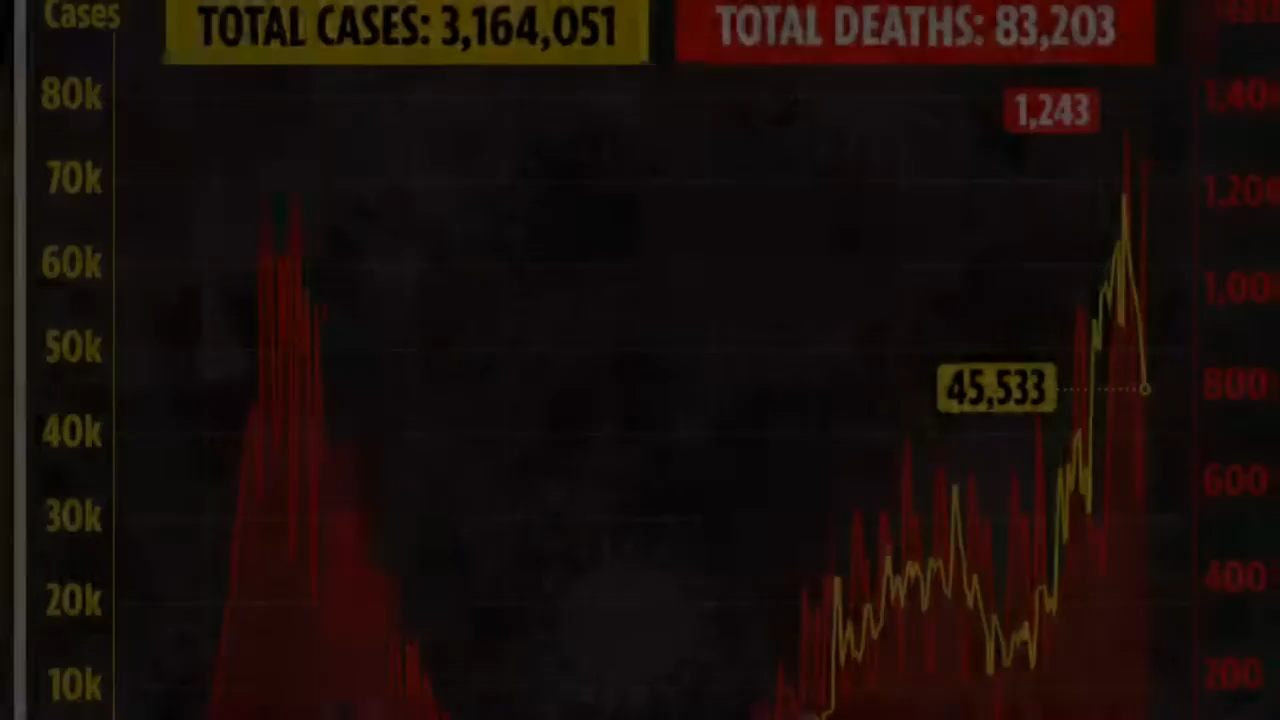 Cases
TOTAL CASES: 3,164,051
TOTAL DEATHS: 83,203
80k
1,243
70k
60k
50k
45,533
800
40k
600
30k
400
20k
200
10k